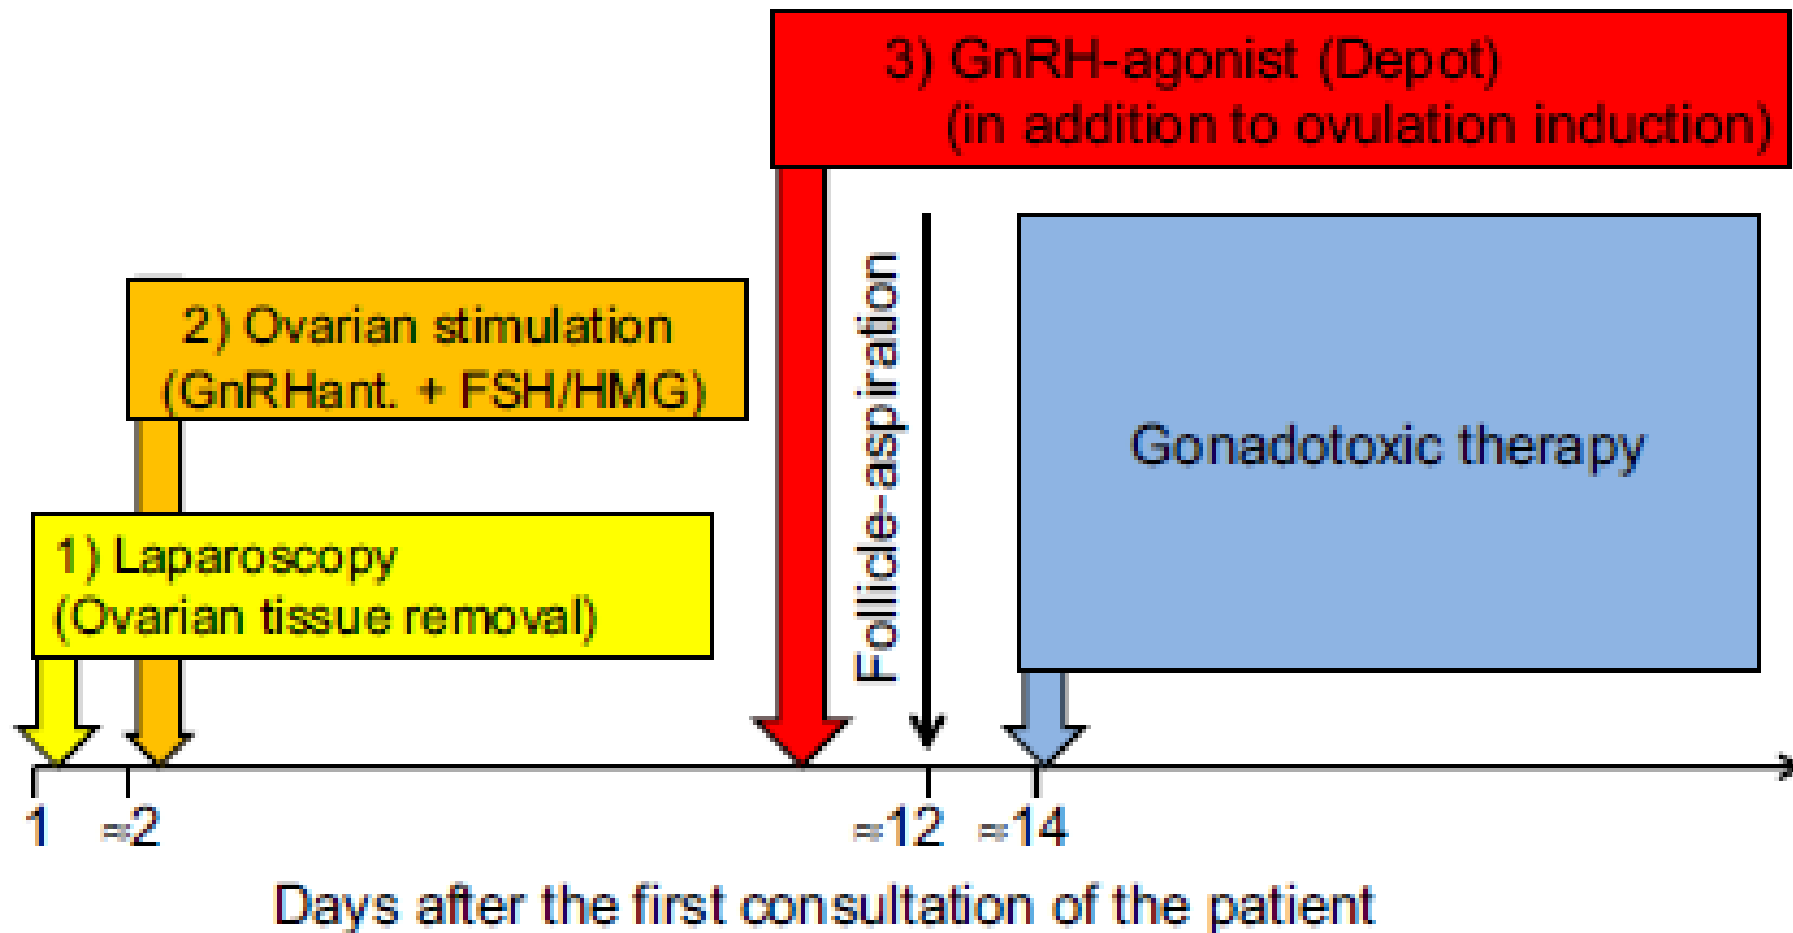 3) GnRH-agonist (Depot)
(in addition to ovulation induction)
2) Ovarian stimulation
(GnRHant. + FSH/HMG)
Follicle-aspiration
Gonadotoxic therapy
1) Laparoscopy
(Ovarian tissue removal)
1 ≈2 ≈12 ≈14
Days after the first consultation of the patient